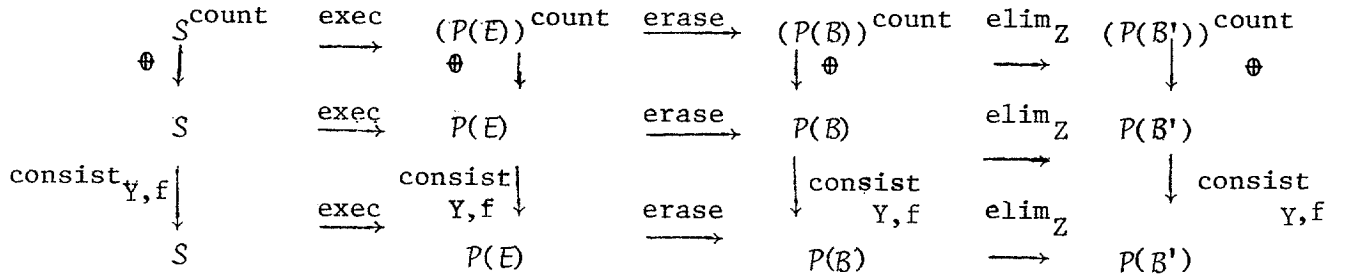 S^count exec (P(E))^count erase (P(B))^count elim_Z (P(B'))^count
⊕ ⊕ ⊕ ⊕
S exec P(E) erase P(B) elim_Z P(B')
consist_Y,f consist_Y,f consist_Y,f consist_Y,f
exec erase elim_Z
S P(E) P(B) P(B')